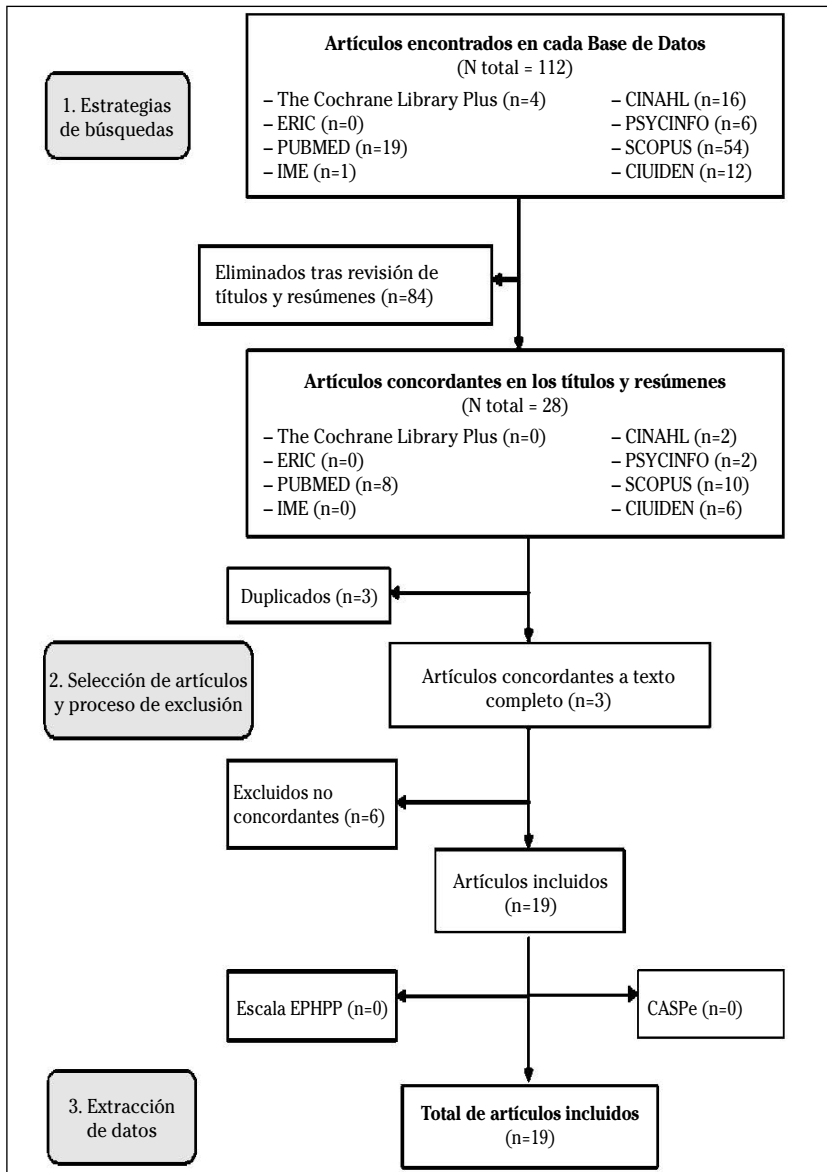 Artículos encontrados en cada Base de Datos
(N total = 112)
1. Estrategias
de búsquedas
– The Cochrane Library Plus (n=4)
– ERIC (n=0)
– PUBMED (n=19)
– IME (n=1)
– CINAHL (n=16)
– PSYCINFO (n=6)
– SCOPUS (n=54)
– CIUIDEN (n=12)
Eliminados tras revisión de
títulos y resúmenes (n=84)
Artículos concordantes en los títulos y resúmenes
(N total = 28)
– The Cochrane Library Plus (n=0)
– ERIC (n=0)
– PUBMED (n=8)
– IME (n=0)
– CINAHL (n=2)
– PSYCINFO (n=2)
– SCOPUS (n=10)
– CIUIDEN (n=6)
Duplicados (n=3)
2. Selección de artículos
y proceso de exclusión
Artículos concordantes a texto
completo (n=3)
Excluidos no
concordantes (n=6)
Artículos incluidos
(n=19)
Escala EPHPP (n=0)
CASPe (n=0)
3. Extracción
de datos
Total de artículos incluidos
(n=19)